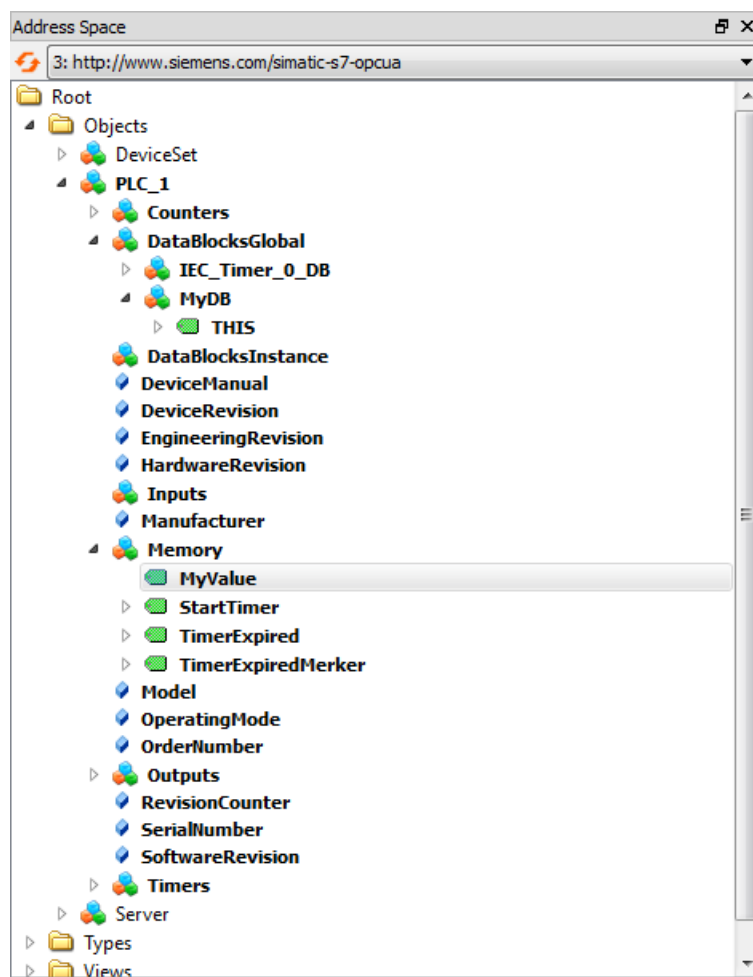 Address Space
3: http://www.siemens.com/simatic-s7-opcua
Root
Objects
DeviceSet
PLC_1
Counters
DataBlocksGlobal
IEC_Timer_0_DB
MyDB
THIS
DataBlocksInstance
DeviceManual
DeviceRevision
EngineeringRevision
HardwareRevision
Inputs
Manufacturer
Memory
MyValue
StartTimer
TimerExpired
TimerExpiredMerker
Model
OperatingMode
OrderNumber
Outputs
RevisionCounter
SerialNumber
SoftwareRevision
Timers
Server
Types
Views